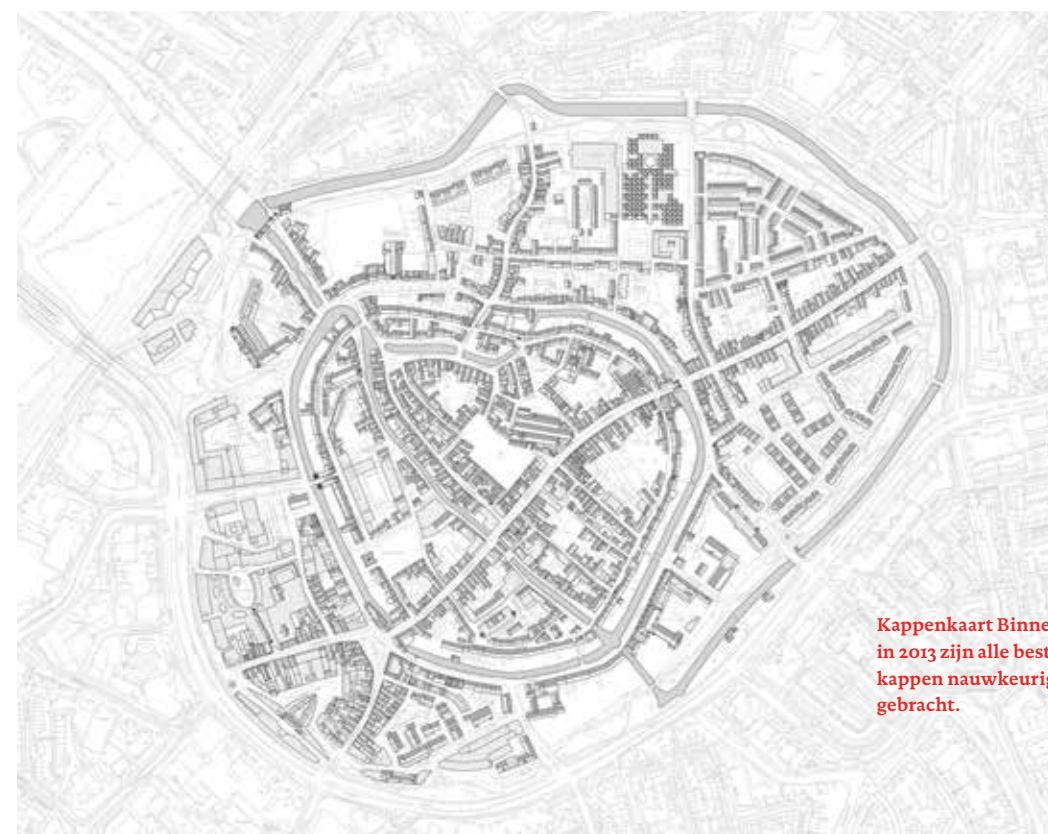 Kappenkaart Binne
in 2013 zijn alle best
kappen nauwkeurig
gebracht.